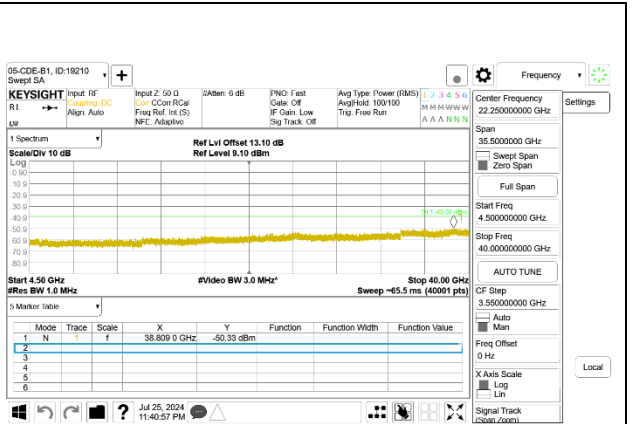 05-CDE-B1, ID:19210
Swept SA
+
Frequency
Settings
KEYSIGHT
RL
Input: RF
Coupling: DC
Align: Auto
Input Z: 50 Ω
Corr CCorr RCal
Freq Ref: Int (S)
NFE: Adaptive
#Atten: 6 dB
PNO: Fast
Gate: Off
IF Gain: Low
Sig Track: Off
Avg Type: Power (RMS)
Avg|Hold: 100/100
Trig: Free Run
1 2 3 4 5 6
M M M W W W
A A A N N N
1 Spectrum
Scale/Div 10 dB
Ref Lvl Offset 13.10 dB
Ref Level 9.10 dBm
Log
-0.90
-10.9
-20.9
-30.9
-40.9
-50.9
-60.9
-70.9
-80.9
Start 4.50 GHz
#Video BW 3.0 MHz*
Stop 40.00 GHz
#Res BW 1.0 MHz
Sweep ~65.5 ms (40001 pts)
5 Marker Table
Mode Trace Scale X Y Function Function Width Function Value
1 N 1 f 38.809 0 GHz -50.33 dBm
2
3
4
5
6
Jul 25, 2024
11:40:57 PM
Center Frequency
22.250000000 GHz
Span
35.5000000 GHz
Swept Span
Zero Span
Full Span
Start Freq
4.500000000 GHz
Stop Freq
40.000000000 GHz
AUTO TUNE
CF Step
3.550000000 GHz
Auto
Man
Freq Offset
0 Hz
X Axis Scale
Log
Lin
Signal Track
(Span Zoom)
Local